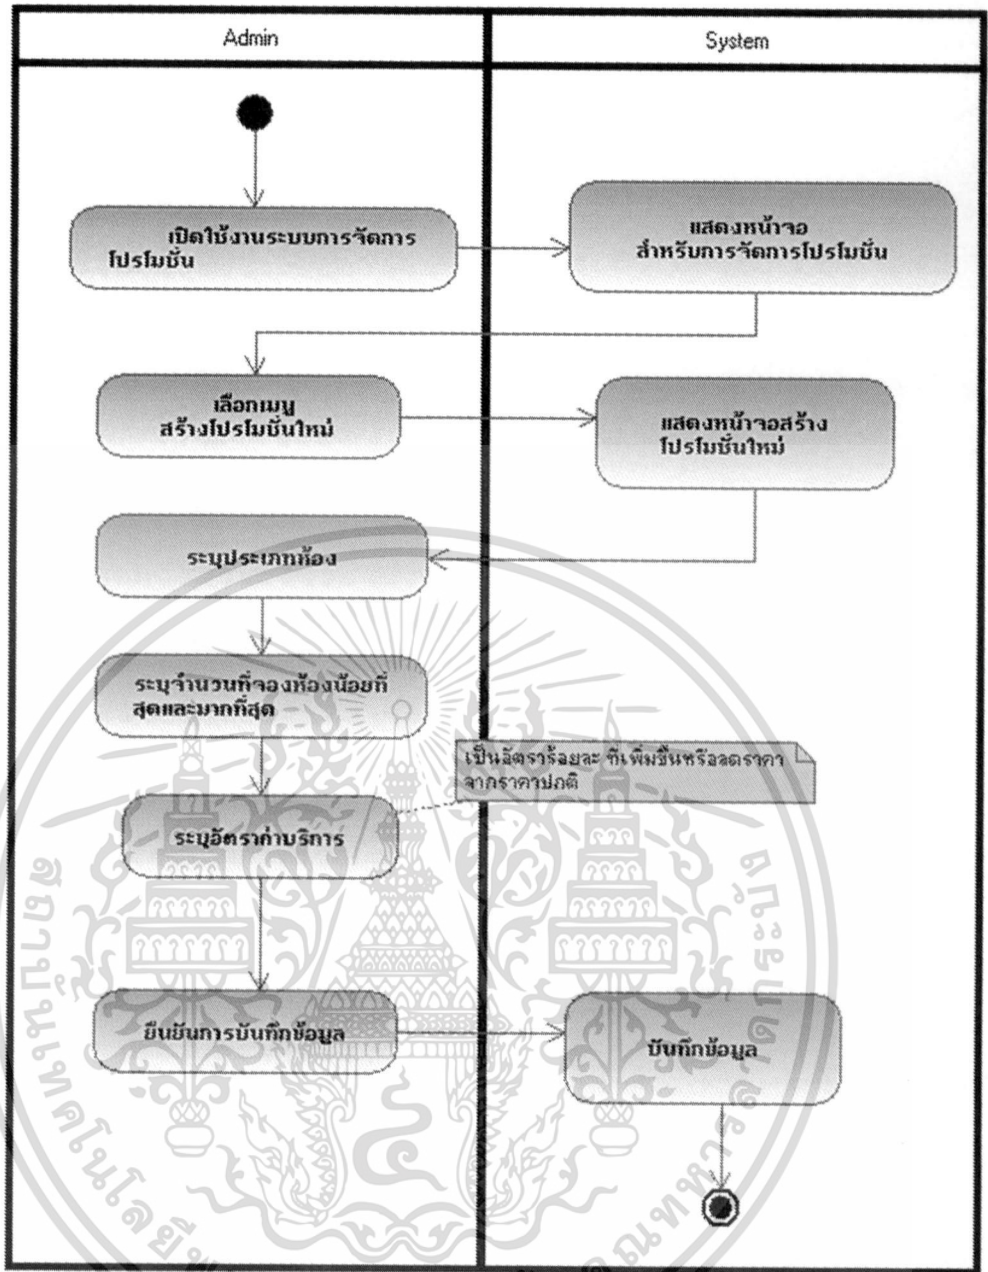 Admin
System
เปิดใช้งานระบบการจัดการ
โปรโมชั่น
แสดงหน้าจอ
สำหรับการจัดการโปรโมชั่น
เลือกเมนู
สร้างโปรโมชั่นใหม่
แสดงหน้าจอสร้าง
โปรโมชั่นใหม่
ระบุประเภทห้อง
ระบุจำนวนที่จองห้องน้อยที่
สุดและมากที่สุด
เป็นอัตราร้อยละ ที่เพิ่มขึ้นหรือลดราคา
จากราคาปกติ
ระบุอัตราค่าบริการ
ยืนยันการบันทึกข้อมูล
บันทึกข้อมูล